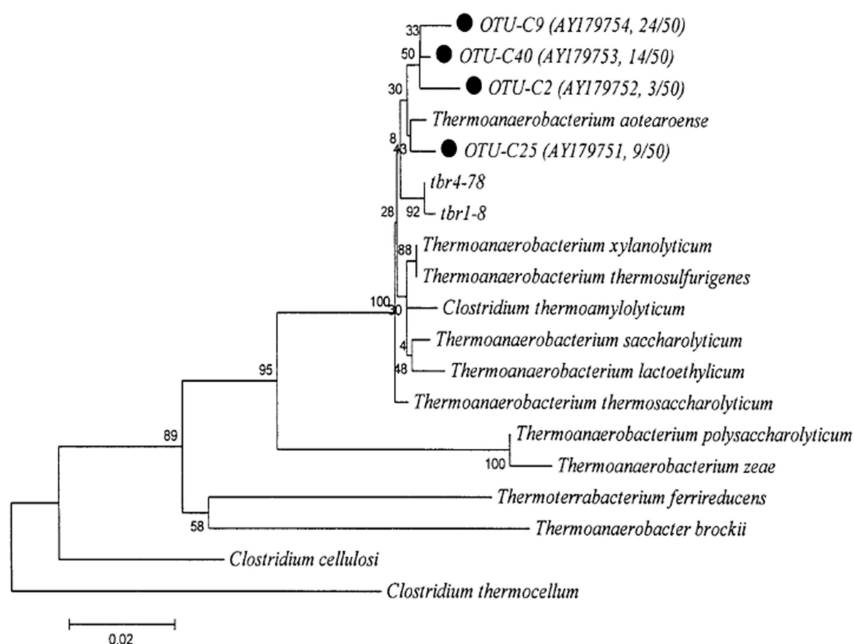 33
OTU-C9 (AY179754, 24/50)
50
OTU-C40 (AY179753, 14/50)
OTU-C2 (AY179752, 3/50)
30
Thermoanaerobacterium aotearoense
8
43
OTU-C25 (AY179751, 9/50)
tbr4-78
28
92
tbr1-8
88
Thermoanaerobacterium xylanolyticum
Thermoanaerobacterium thermosulfurigenes
100
30
Clostridium thermoamylolyticum
Thermoanaerobacterium saccharolyticum
4
48
Thermoanaerobacterium lactoethylicum
95
Thermoanaerobacterium thermosaccharolyticum
89
Thermoanaerobacterium polysaccharolyticum
100
Thermoanaerobacterium zeae
Thermoterrabacterium ferrireducens
58
Thermoanaerobacter brockii
Clostridium cellulosi
Clostridium thermocellum
0.02